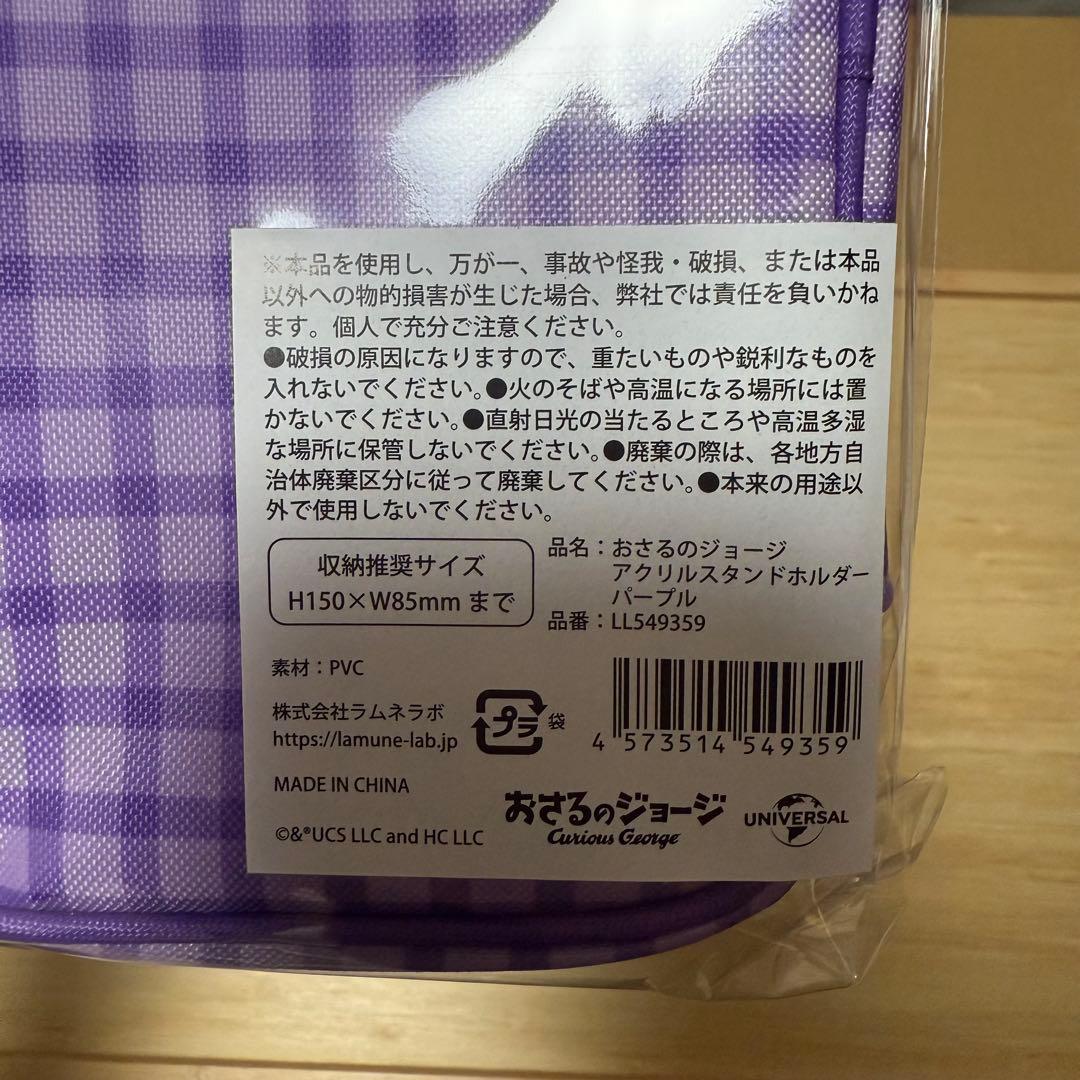 ※本品を使用し、万が一、事故や怪我・破損、または本品
以外への物的損害が生じた場合、弊社では責任を負いかね
ます。個人で充分ご注意ください。
●破損の原因になりますので、重たいものや鋭利なものを
入れないでください。●火のそばや高温になる場所には置
かないでください。●直射日光の当たるところや高温多湿
な場所に保管しないでください。●廃棄の際は、各地方自
治体廃棄区分に従って廃棄してください。●本来の用途以
外で使用しないでください。
収納推奨サイズ
H150×W85mm まで
品名：おさるのジョージ
アクリルスタンドホルダー
パープル
品番：LL549359
素材：PVC
株式会社ラムネラボ
https://lamune-lab.jp
プラ 袋
4 573514 549359
MADE IN CHINA
©&®UCS LLC and HC LLC
おさるのジョージ
Curious George
UNIVERSAL